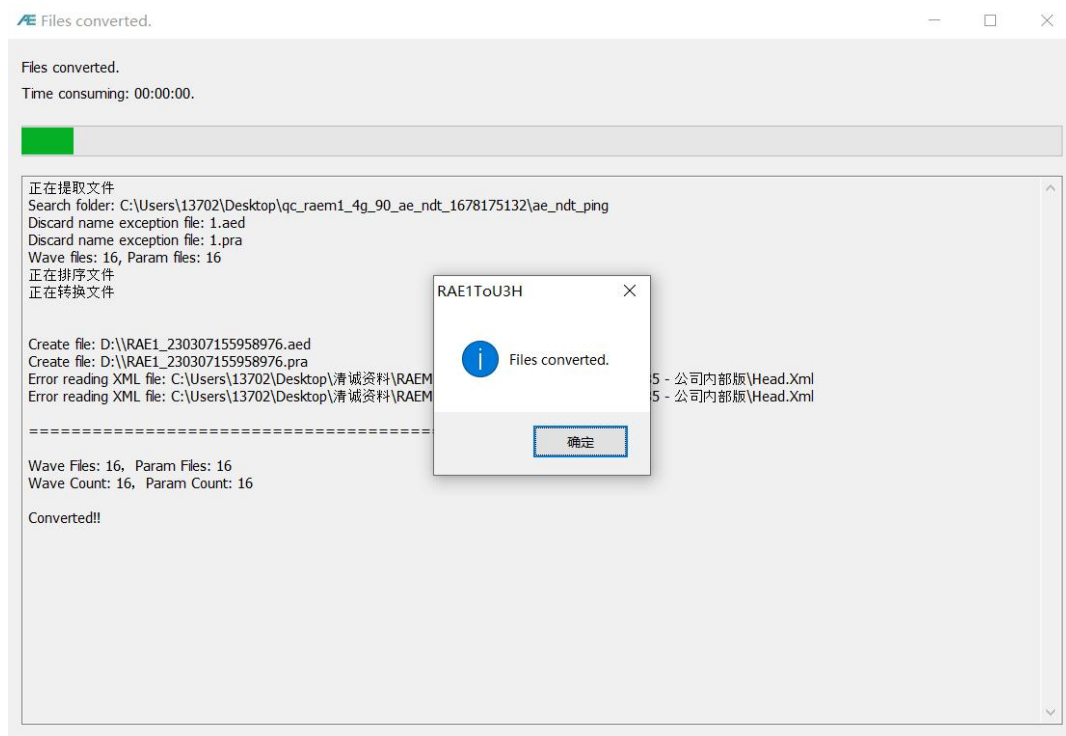 Files converted.
Files converted.
Time consuming: 00:00:00.
正在提取文件
Search folder: C:\Users\13702\Desktop\qc_raem1_4g_90_ae_ndt_1678175132\ae_ndt_ping
Discard name exception file: 1.aed
Discard name exception file: 1.pra
Wave files: 16, Param files: 16
正在排序文件
正在转换文件
Create file: D:\\RAE1_230307155958976.aed
Create file: D:\\RAE1_230307155958976.pra
Error reading XML file: C:\Users\13702\Desktop\清诚资料\RAEM 5 - 公司内部版\Head.Xml
Error reading XML file: C:\Users\13702\Desktop\清诚资料\RAEM 5 - 公司内部版\Head.Xml
=======================================
Wave Files: 16, Param Files: 16
Wave Count: 16, Param Count: 16
Converted!!
RAE1ToU3H
Files converted.
确定